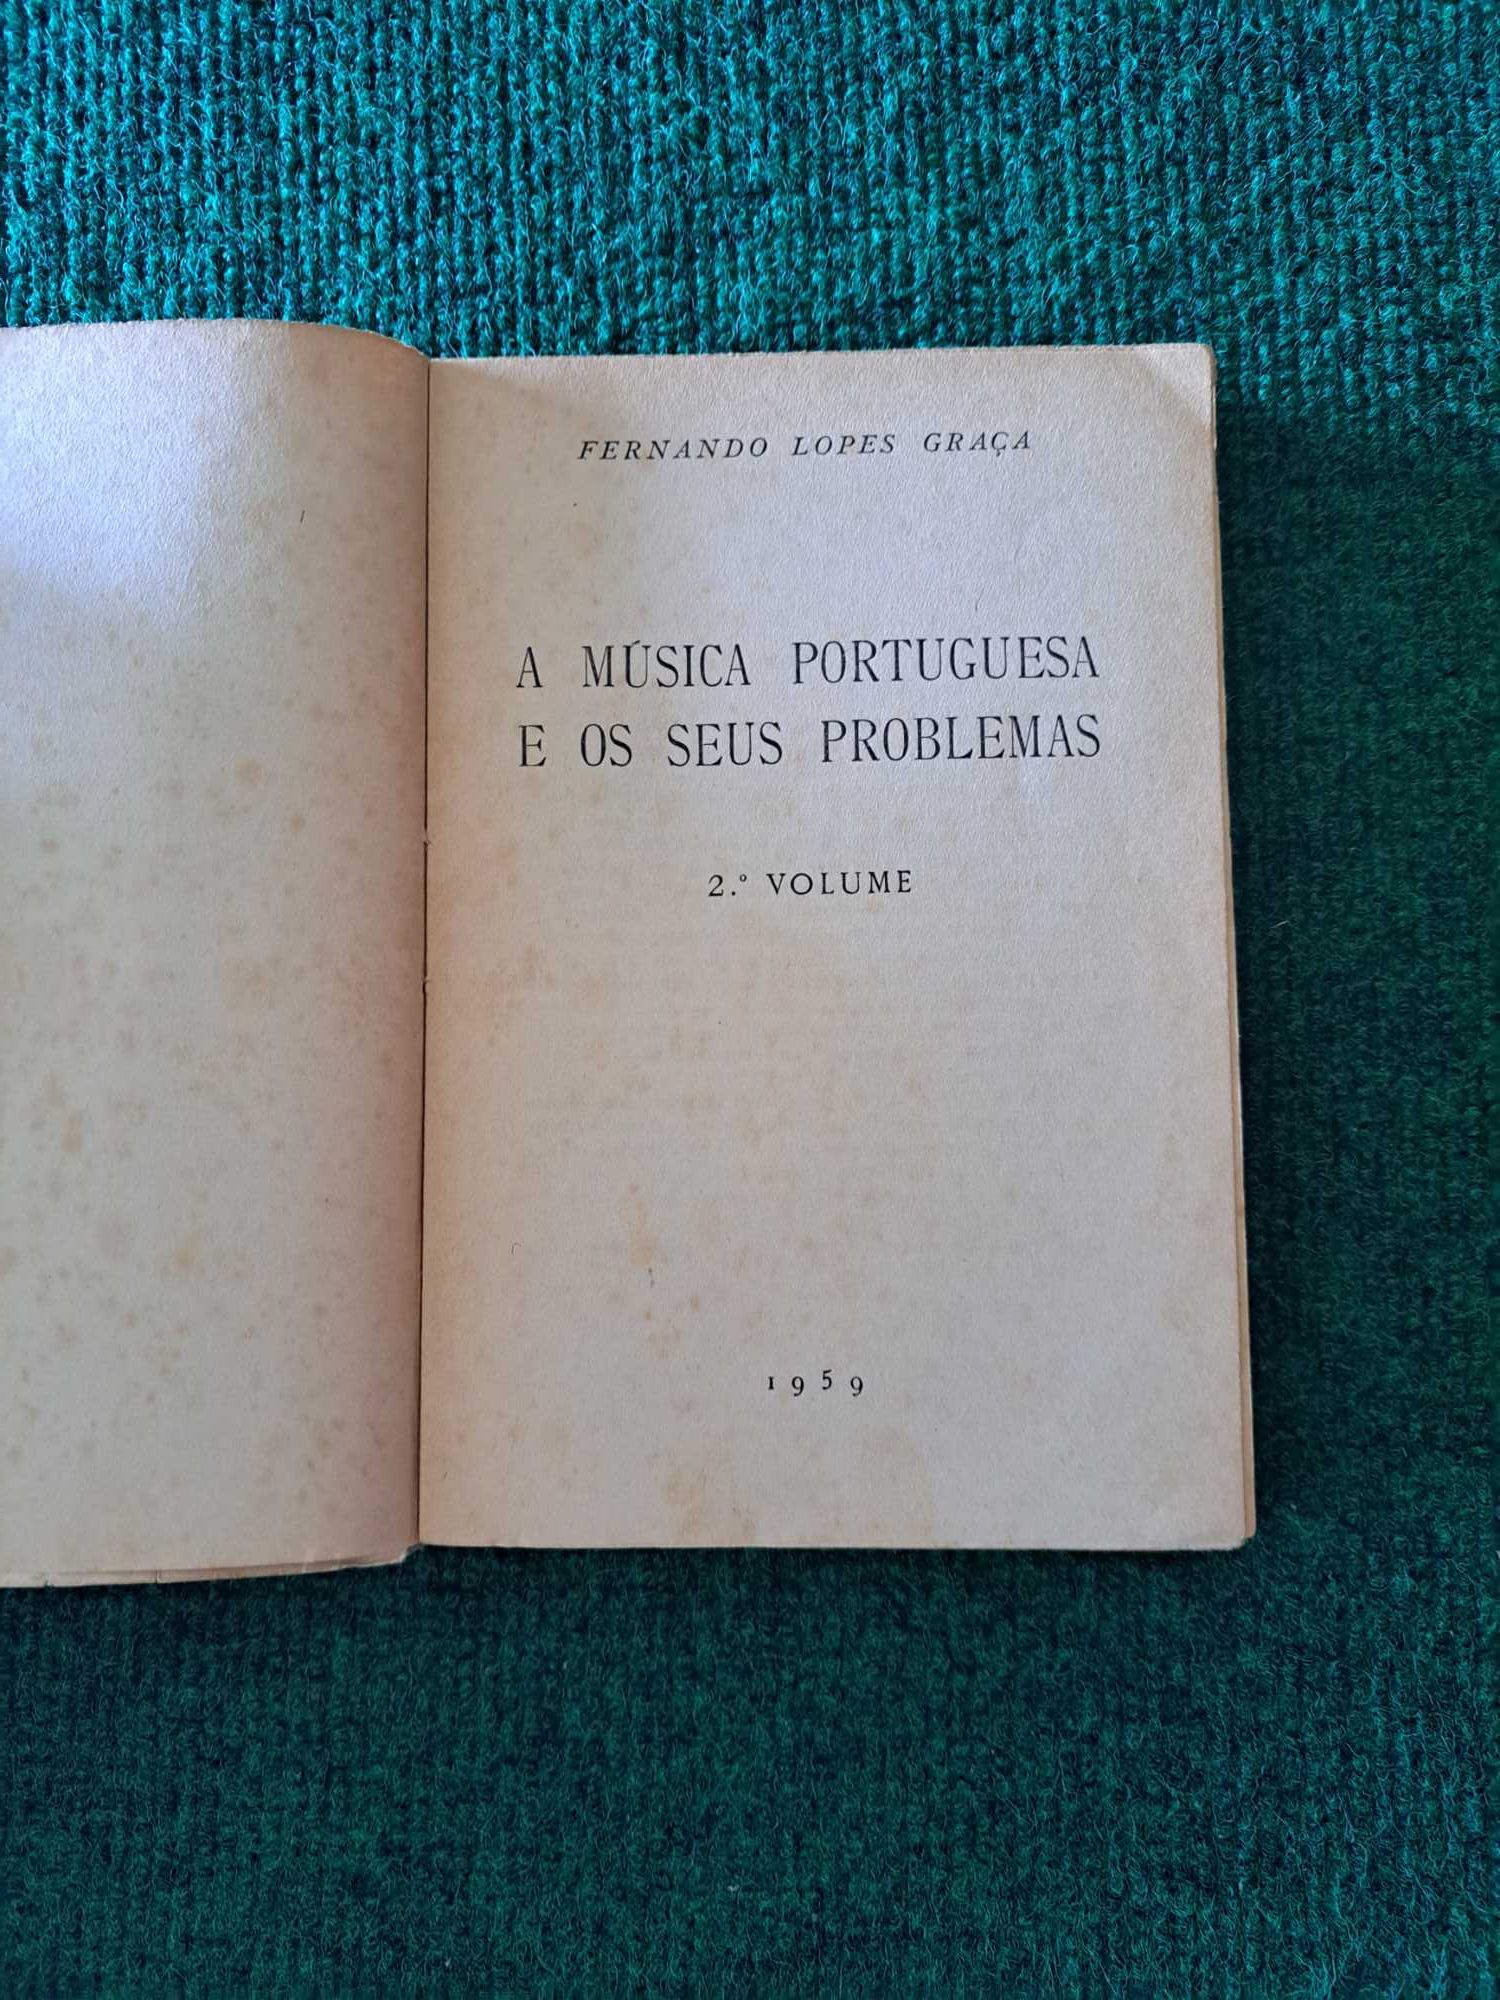 FERNANDO LOPES GRAÇA
A MÚSICA PORTUGUESA
E OS SEUS PROBLEMAS
2.º VOLUME
1959